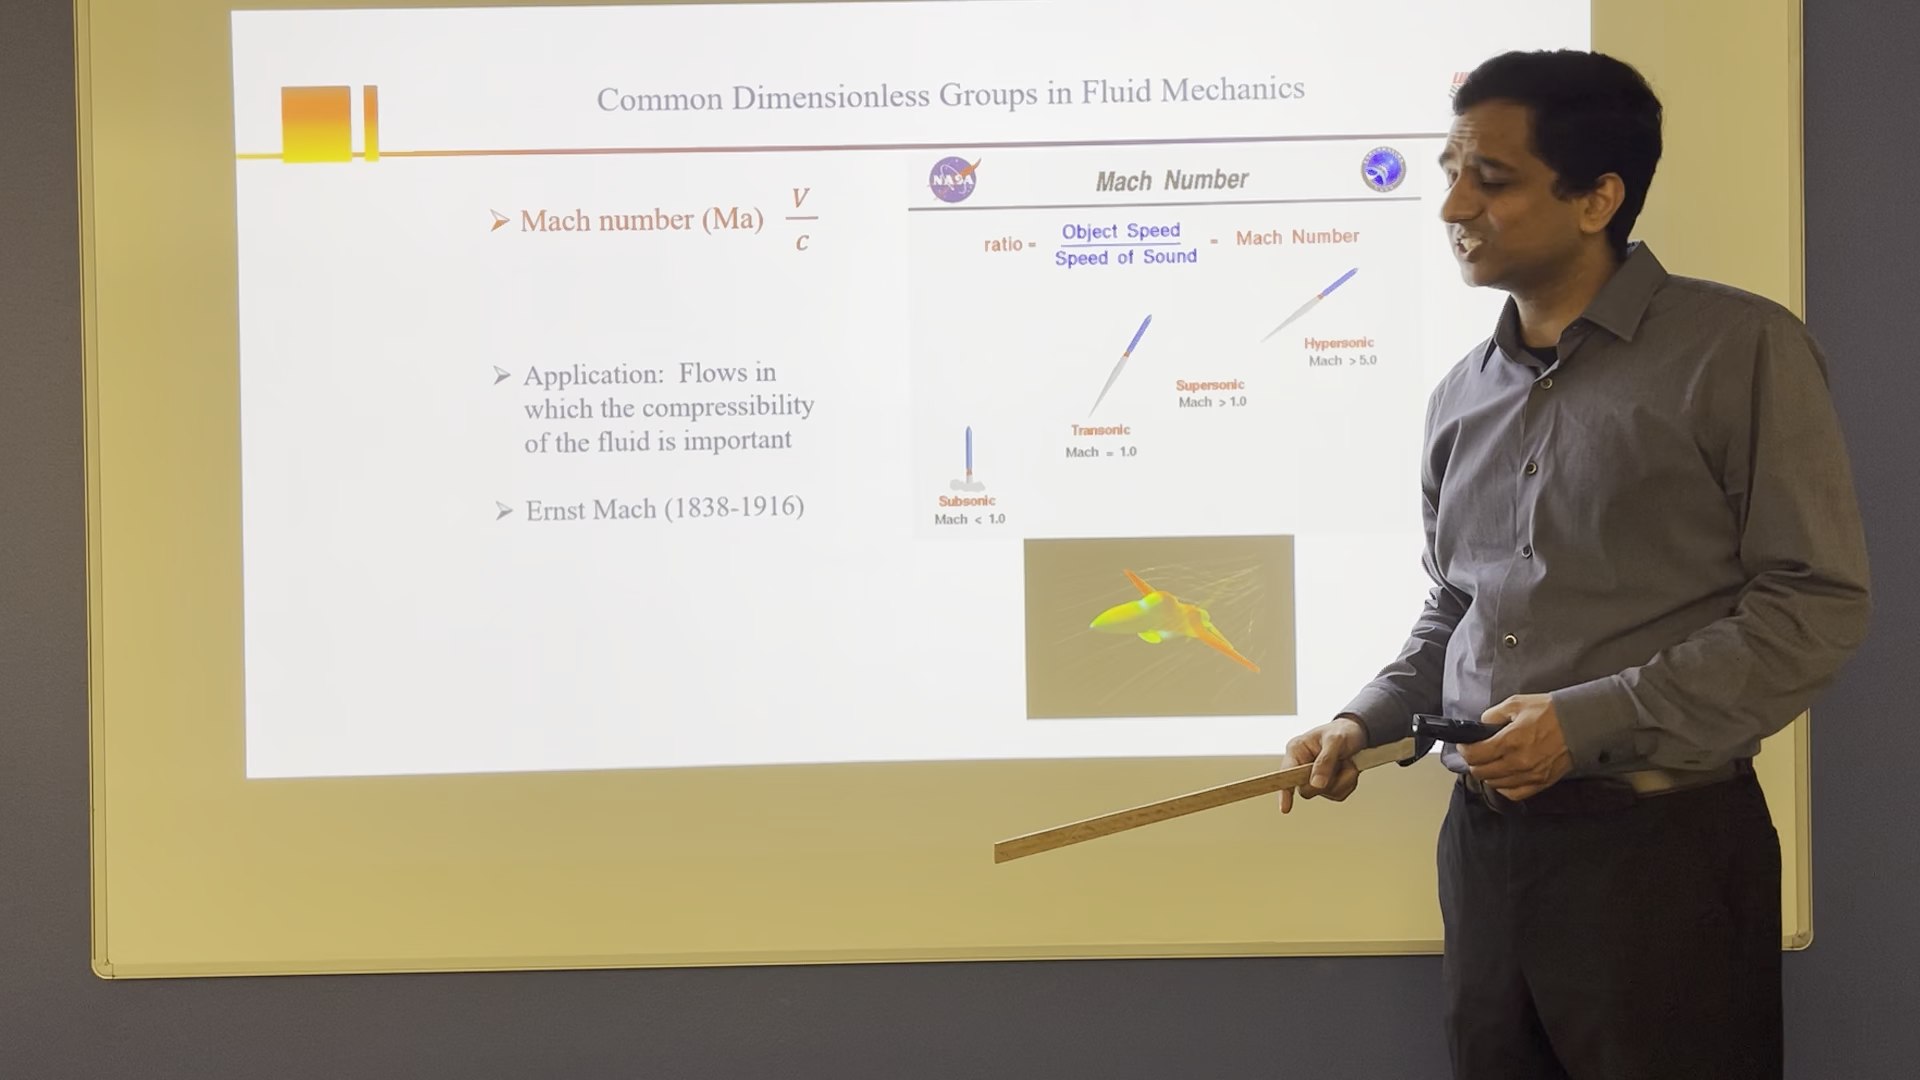 Common Dimensionless Groups in Fluid Mechanics
Mach number (Ma) V
c
Application: Flows in
which the compressibility
of the fluid is important
Ernst Mach (1838-1916)
NASA
Mach Number
ratio = Object Speed = Mach Number
Speed of Sound
Hypersonic
Mach > 5.0
Supersonic
Mach > 1.0
Transonic
Mach = 1.0
Subsonic
Mach < 1.0